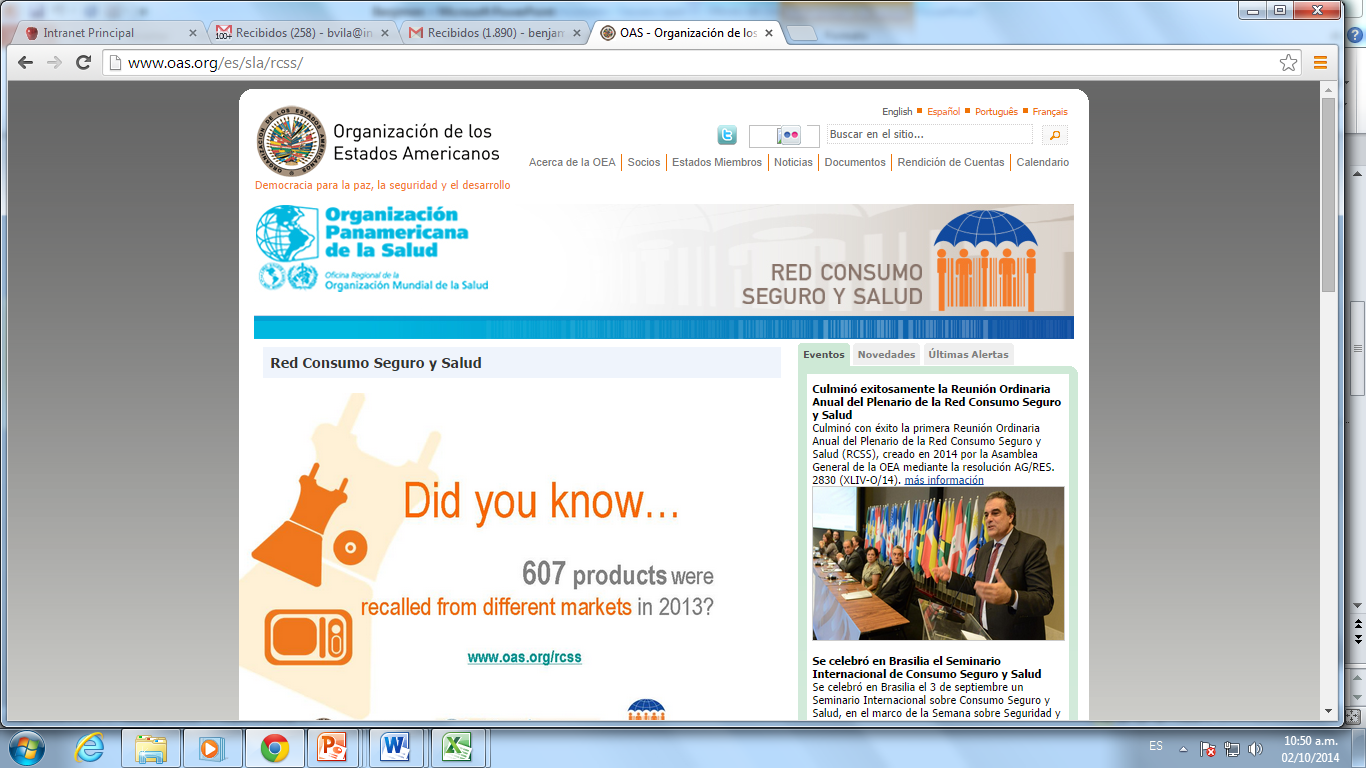 Intranet Principal
100+ Recibidos (258) - bvila@in
Recibidos (1.890) - benjam
OAS - Organización de los
www.oas.org/es/sla/rcss/
English Español Português Français
Organización de los
Estados Americanos
Buscar en el sitio...
Acerca de la OEA Socios Estados Miembros Noticias Documentos Rendición de Cuentas Calendario
Democracia para la paz, la seguridad y el desarrollo
Organización
Panamericana
de la Salud
Oficina Regional de la
Organización Mundial de la Salud
RED CONSUMO
SEGURO Y SALUD
Red Consumo Seguro y Salud
Did you know...
607 products were
recalled from different markets in 2013?
www.oas.org/rcss
Eventos Novedades Últimas Alertas
Culminó exitosamente la Reunión Ordinaria
Anual del Plenario de la Red Consumo Seguro
y Salud
Culminó con éxito la primera Reunión Ordinaria
Anual del Plenario de la Red Consumo Seguro y
Salud (RCSS), creado en 2014 por la Asamblea
General de la OEA mediante la resolución AG/RES.
2830 (XLIV-O/14). más información
Se celebró en Brasilia el Seminario
Internacional de Consumo Seguro y Salud
Se celebró en Brasilia el 3 de septiembre un
Seminario Internacional sobre Consumo Seguro y
Salud, en el marco de la Semana sobre Seguridad y
ES
10:50 a.m.
02/10/2014